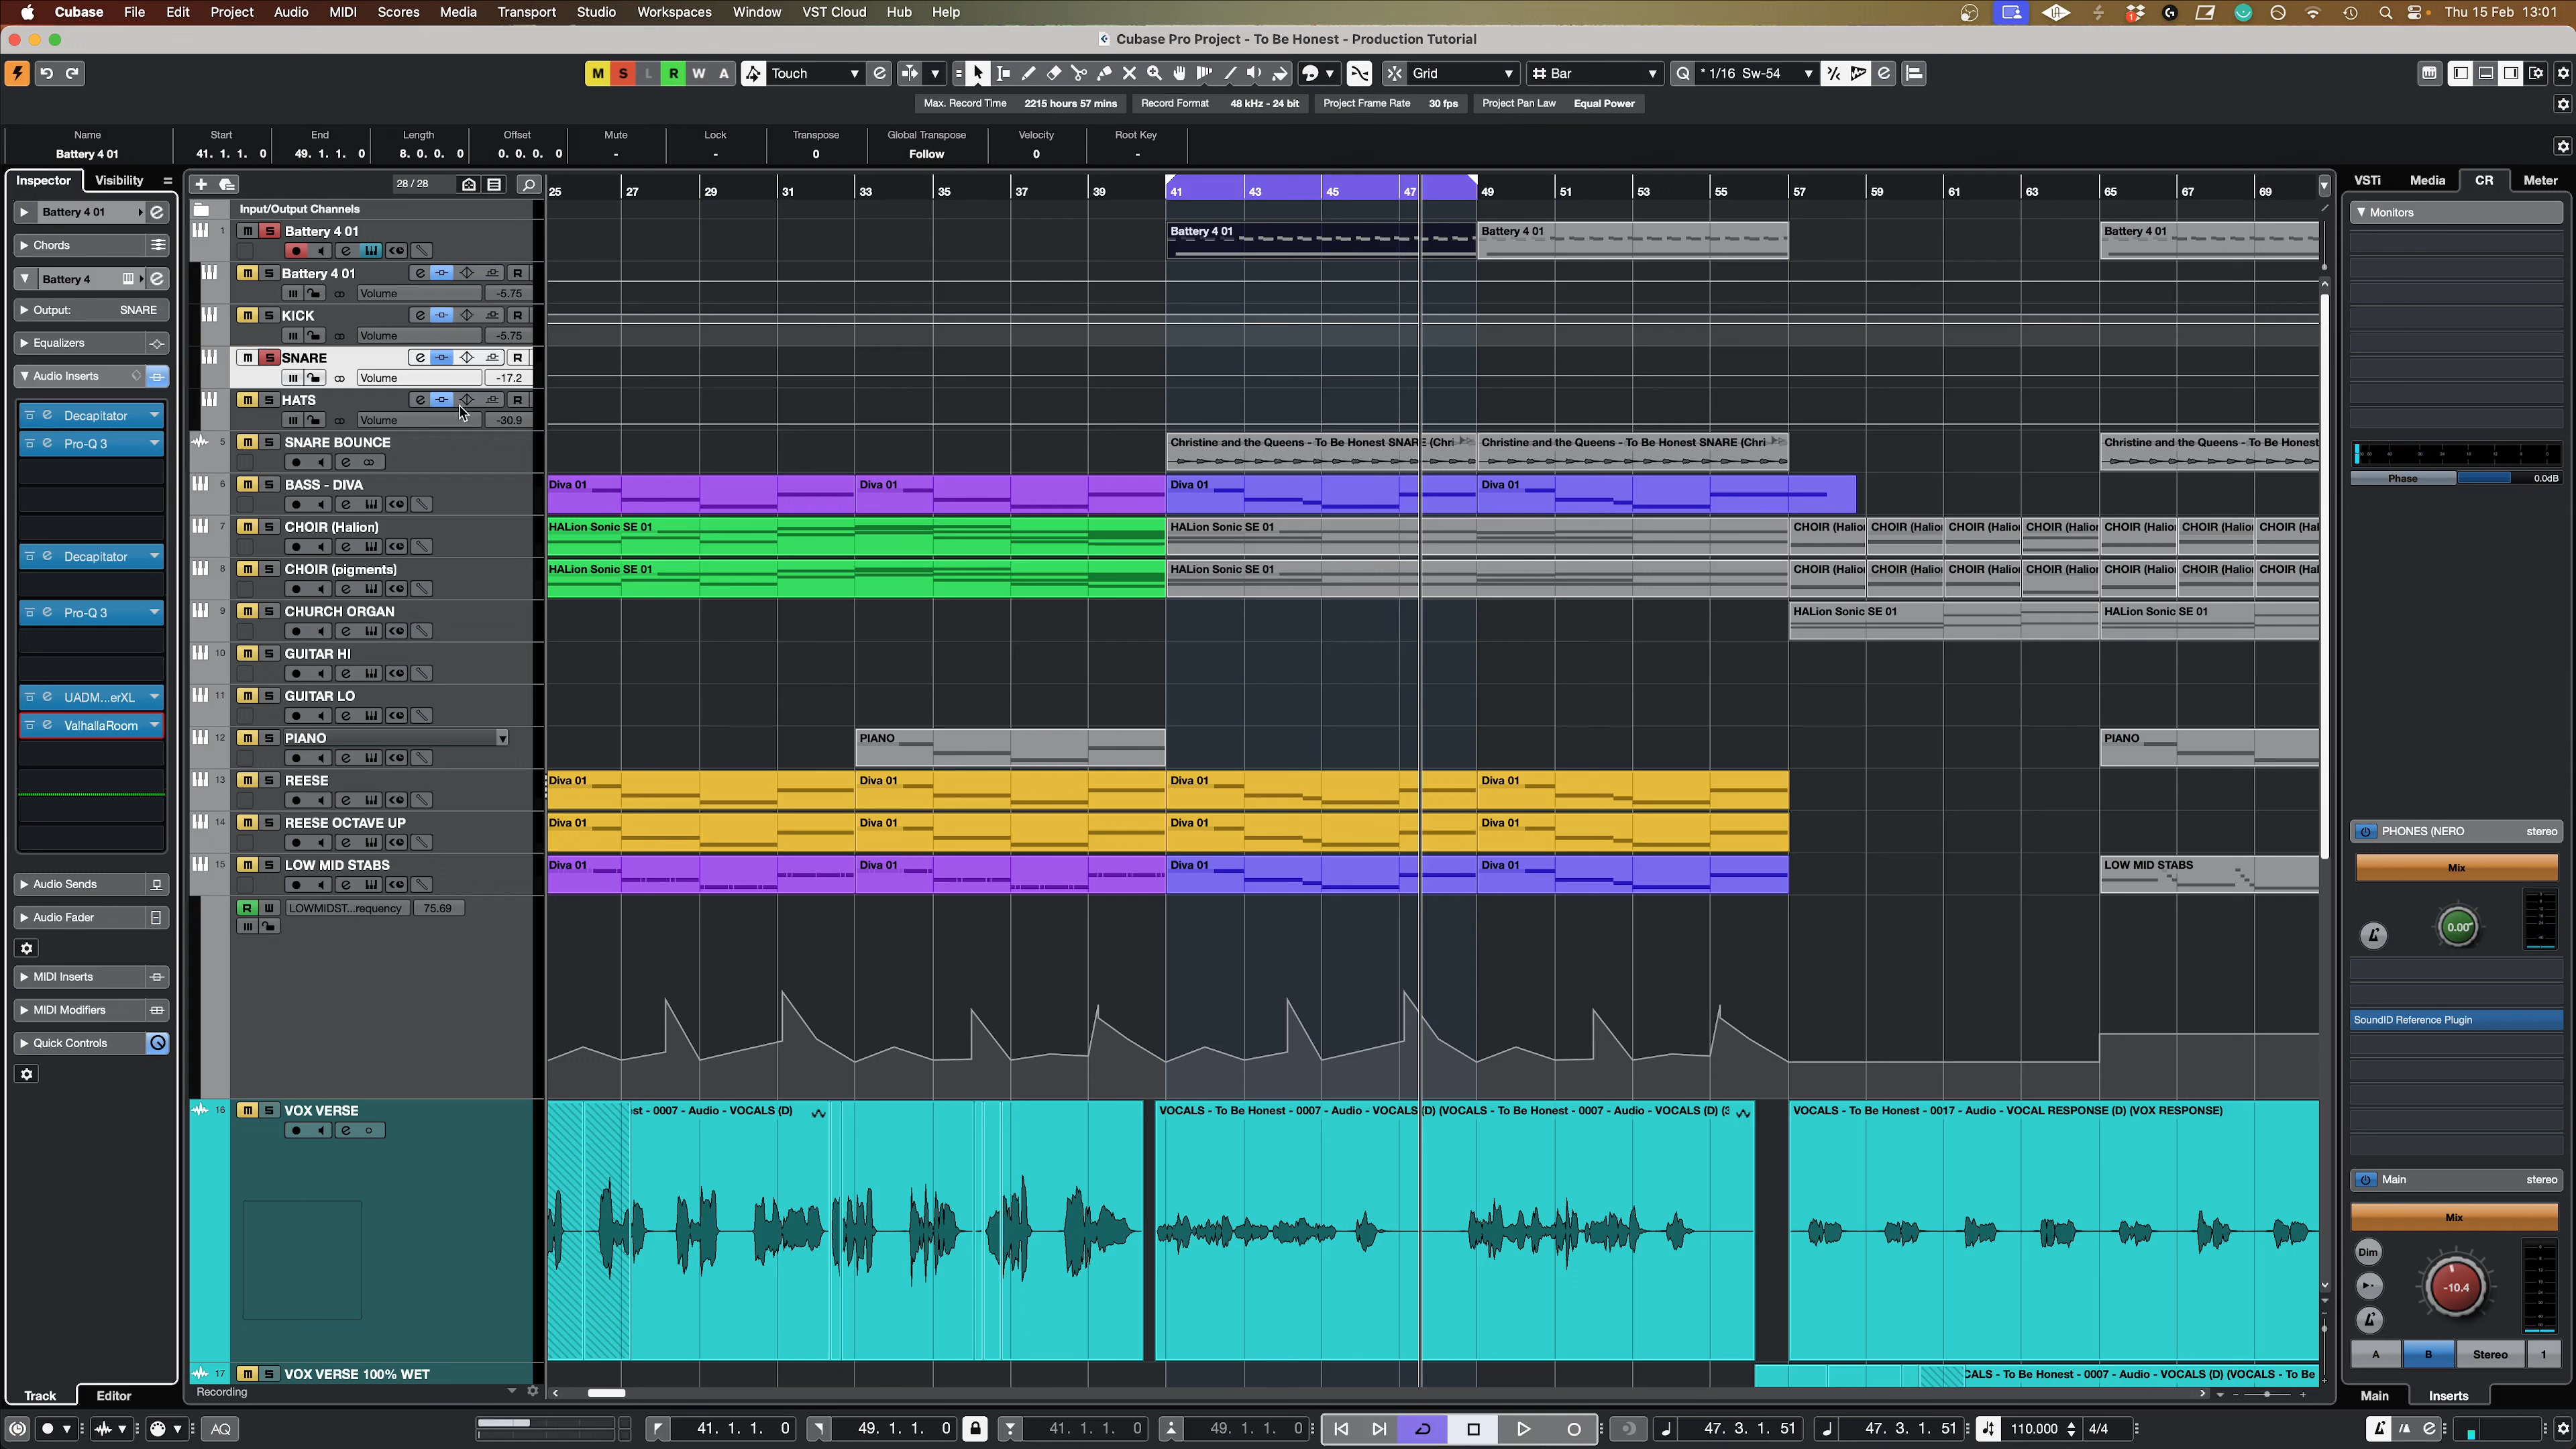 Cubase File Edit Project Audio MIDI Scores Media Transport Studio Workspaces Window VST Cloud Hub Help Thu 15 Feb 13:01
Cubase Pro Project - To Be Honest - Production Tutorial
M S L R W A Touch Grid Bar Q * 1/16 Sw-54
Max. Record Time 2215 hours 57 mins Record Format 48 kHz - 24 bit Project Frame Rate 30 fps Project Pan Law Equal Power
Name Start End Length Offset Mute Lock Transpose Global Transpose Velocity Root Key
Battery 4 01 41. 1. 1. 0 49. 1. 1. 0 8. 0. 0. 0 0. 0. 0. 0 - - 0 Follow 0 -
Inspector Visibility
Battery 4 01
Chords
Battery 4
Output: SNARE
Equalizers
Audio Inserts
Decapitator
Pro-Q 3
Decapitator
Pro-Q 3
UADM...erXL
ValhallaRoom
Audio Sends
Audio Fader
MIDI Inserts
MIDI Modifiers
Quick Controls
Track Editor
28 / 28
25 27 29 31 33 35 37 39 41 43 45 47 49 51 53 55 57 59 61 63 65 67 69
Input/Output Channels
1 m S Battery 4 01
Battery 4 01 Battery 4 01 Battery 4 01
m S Battery 4 01 R
Volume -5.75
m S KICK R
Volume -5.75
m S SNARE R
Volume -17.2
m S HATS R
Volume -30.9
5 m S SNARE BOUNCE
Christine and the Queens - To Be Honest SNARE (Chri Christine and the Queens - To Be Honest SNARE (Chri Christine and the Queens - To Be Honest
6 m S BASS - DIVA
Diva 01 Diva 01 Diva 01 Diva 01
7 m S CHOIR (Halion)
HALion Sonic SE 01 HALion Sonic SE 01 CHOIR (Halio CHOIR (Halio CHOIR (Halio CHOIR (Halio CHOIR (Halio CHOIR (Halio CHOIR (Hal
8 m S CHOIR (pigments)
HALion Sonic SE 01 HALion Sonic SE 01 CHOIR (Halio CHOIR (Halio CHOIR (Halio CHOIR (Halio CHOIR (Halio CHOIR (Halio CHOIR (Hal
9 m S CHURCH ORGAN
HALion Sonic SE 01 HALion Sonic SE 01
10 m S GUITAR HI
11 m S GUITAR LO
12 m S PIANO
PIANO PIANO
13 m S REESE
Diva 01 Diva 01 Diva 01 Diva 01
14 m S REESE OCTAVE UP
Diva 01 Diva 01 Diva 01 Diva 01
15 m S LOW MID STABS
Diva 01 Diva 01 Diva 01 Diva 01 LOW MID STABS
R W LOWMIDST...requency 75.69
16 m S VOX VERSE
st - 0007 - Audio - VOCALS (D) VOCALS - To Be Honest - 0007 - Audio - VOCALS (D) (VOCALS - To Be Honest - 0007 - Audio - VOCALS (D) (3 VOCALS - To Be Honest - 0017 - Audio - VOCAL RESPONSE (D) (VOX RESPONSE)
17 m S VOX VERSE 100% WET
CALS - To Be Honest - 0007 - Audio - VOCALS (D) (VOCALS - To Be
Recording
VSTi Media CR Meter
Monitors
Phase 0.0dB
PHONES (NERO stereo
Mix
0.00
SoundID Reference Plugin
Main stereo
Mix
Dim
-10.4
A B Stereo 1
Main Inserts
AQ 41. 1. 1. 0 49. 1. 1. 0 41. 1. 1. 0 49. 1. 1. 0 47. 3. 1. 51 47. 3. 1. 51 110.000 4/4